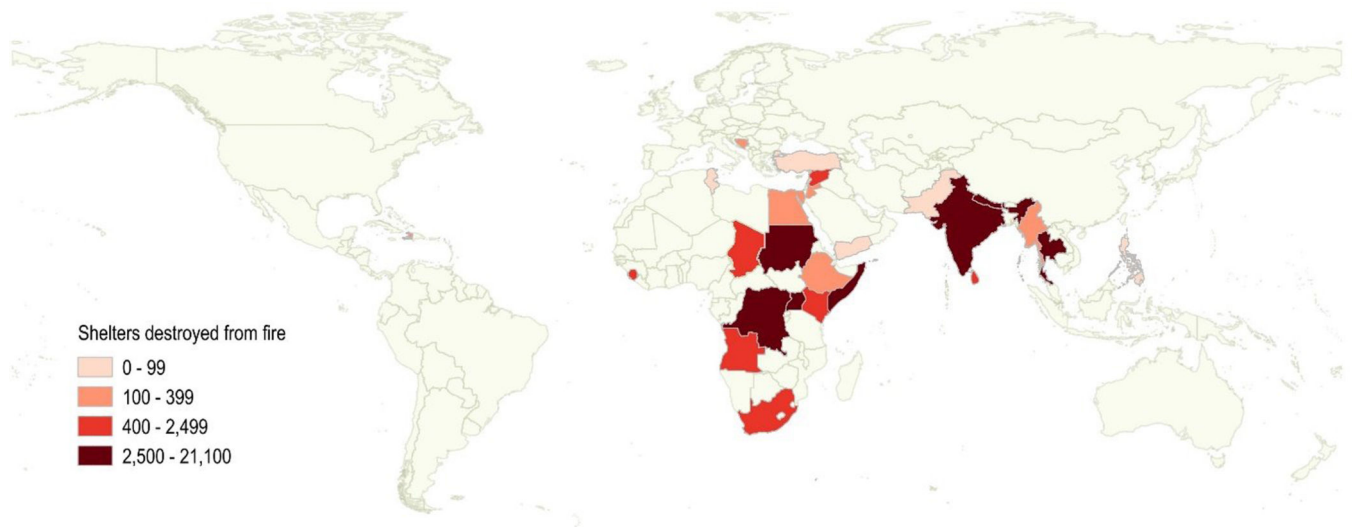 Shelters destroyed from fire
0 - 99
100 - 399
400 - 2,499
2,500 - 21,100